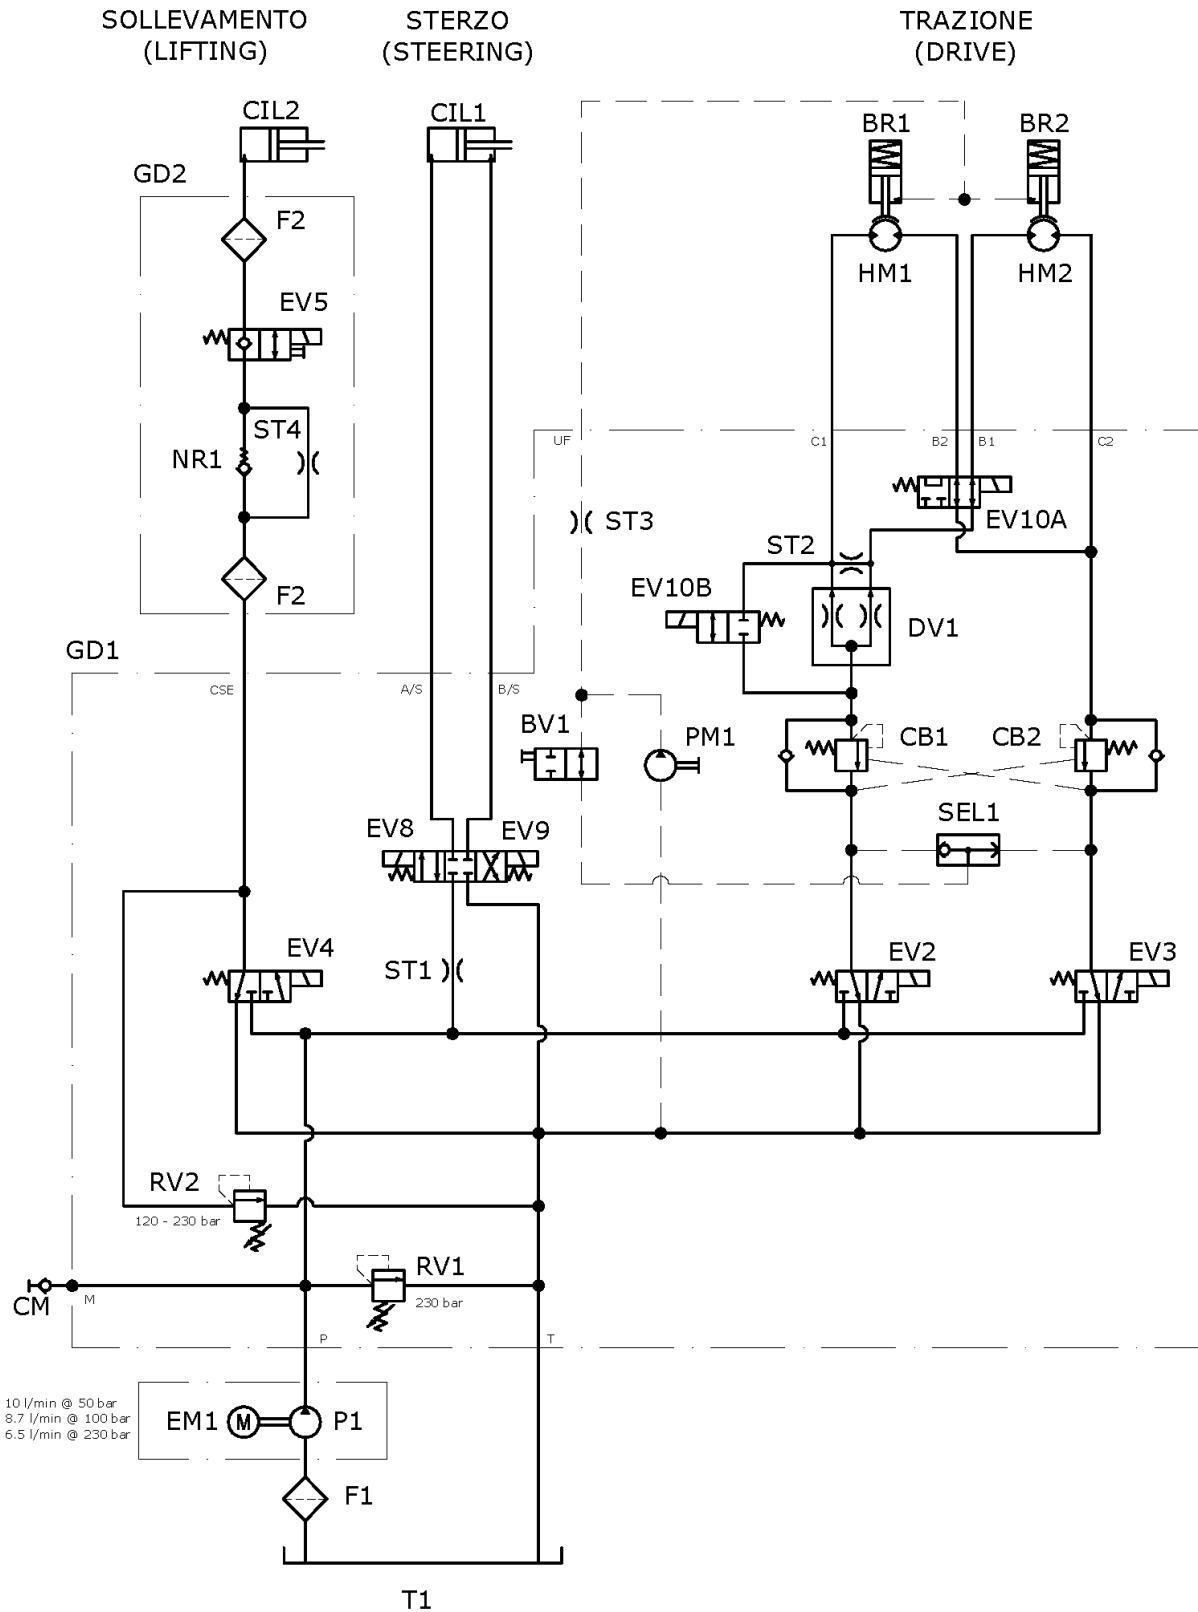 SOLLEVAMENTO
(LIFTING)
STERZO
(STEERING)
TRAZIONE
(DRIVE)
CIL2
CIL1
BR1
BR2
GD2
F2
HM1
HM2
EV5
ST4
NR1
UF
C1
B2
B1
C2
ST3
EV10A
ST2
EV10B
F2
DV1
GD1
CSE
A/S
B/S
BV1
PM1
CB1
CB2
SEL1
EV8
EV9
EV4
ST1
EV2
EV3
RV2
120 - 230 bar
RV1
230 bar
CM
M
P
T
10 l/min @ 50 bar
8.7 l/min @ 100 bar
6.5 l/min @ 230 bar
EM1
M
P1
F1
T1